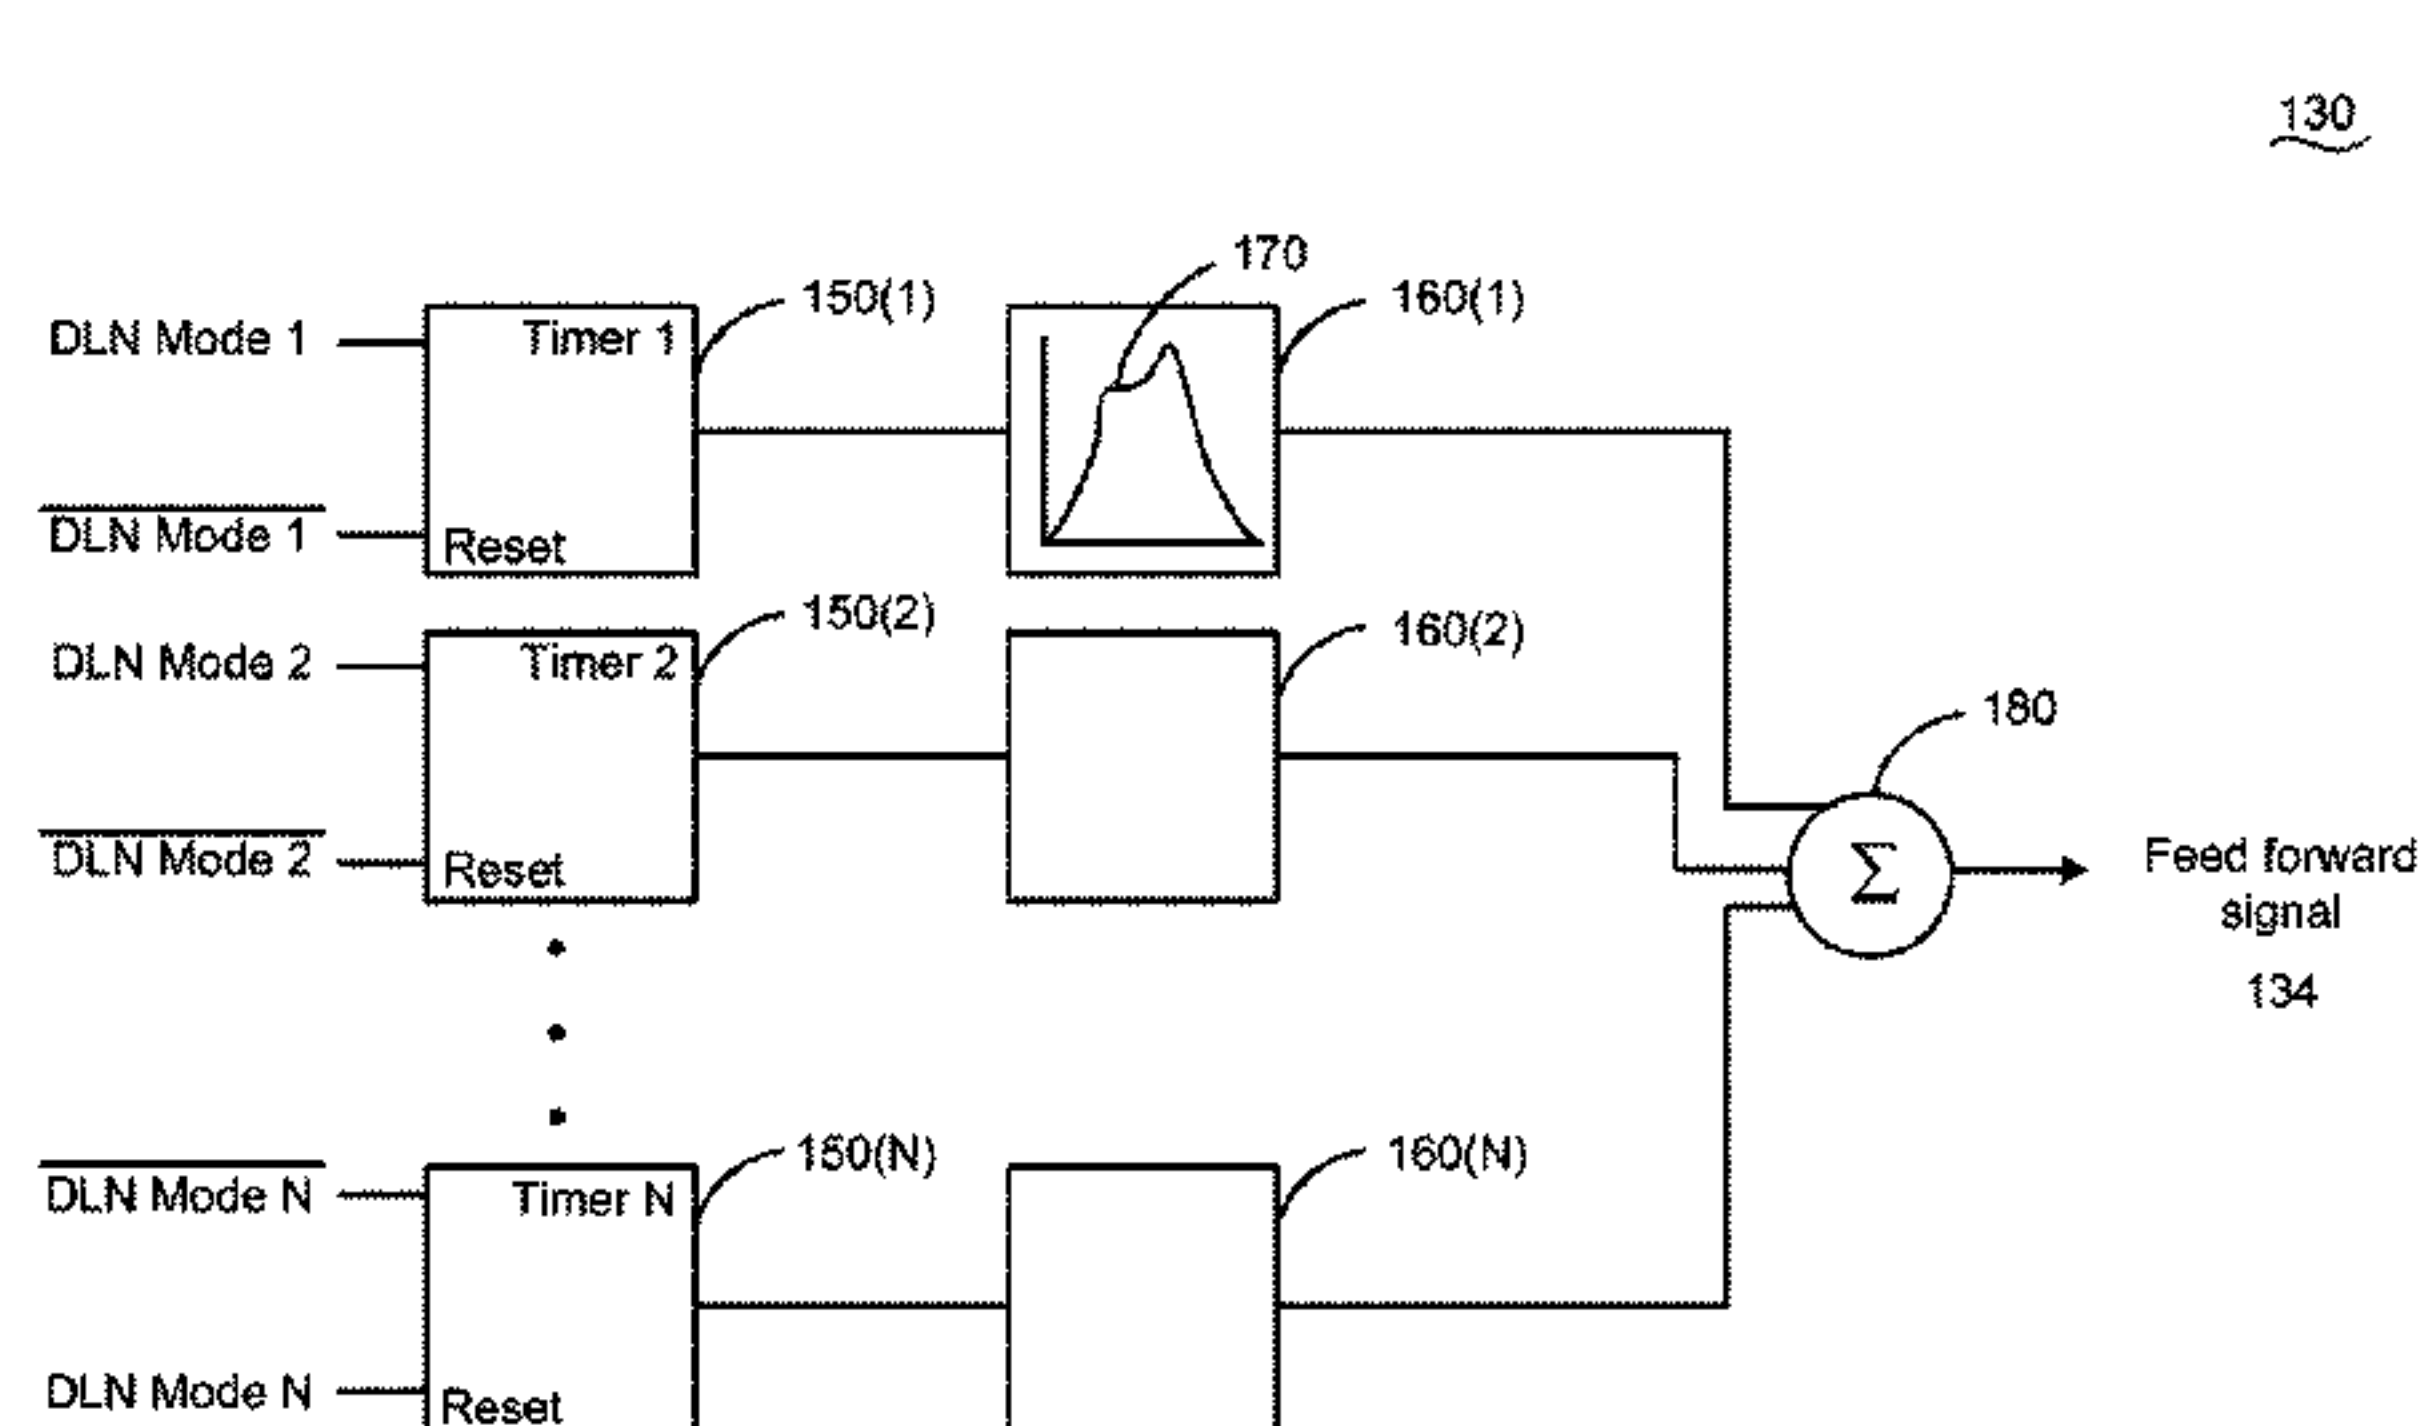 130
170
150(1)
160(1)
DLN Mode 1
Timer 1
DLN Mode 1
Reset
150(2)
160(2)
DLN Mode 2
Timer 2
180
DLN Mode 2
Reset
Σ
Feed forward
signal
134
150(N)
160(N)
DLN Mode N
Timer N
DLN Mode N
Reset